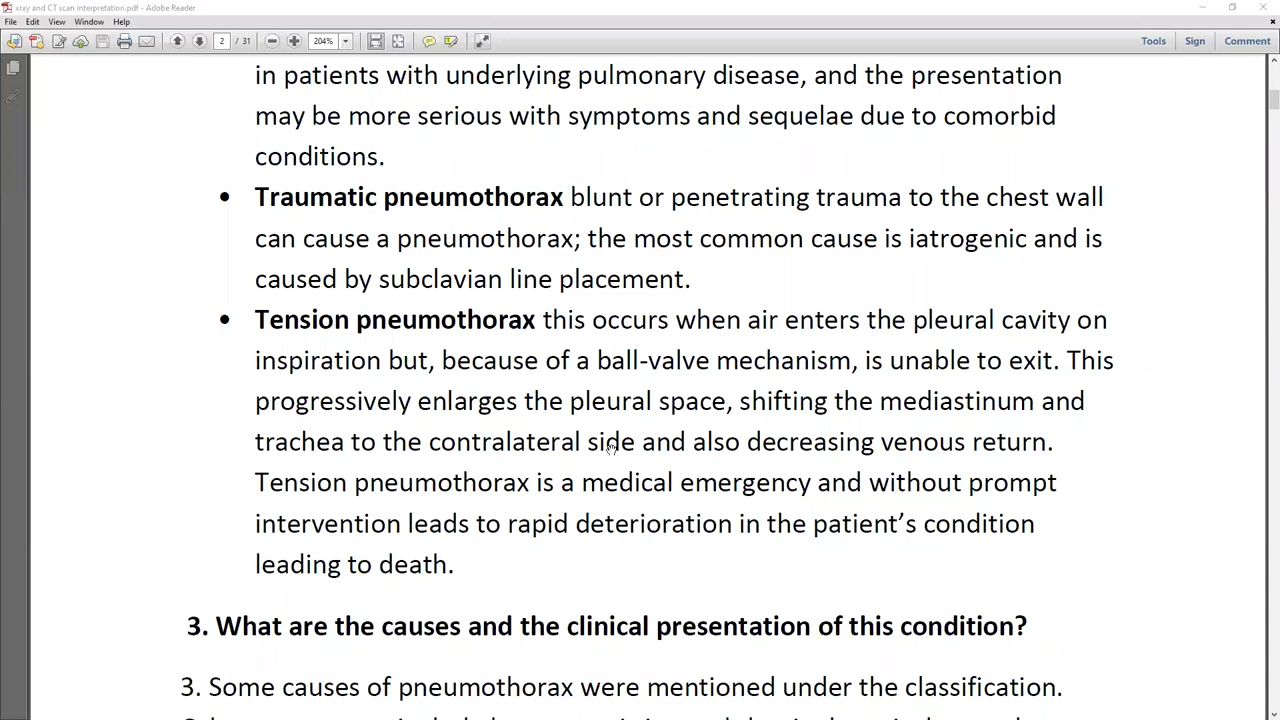 xray and CT scan interpretation.pdf - Adobe Reader
File Edit View Window Help
2 / 31 204% Tools Sign Comment
in patients with underlying pulmonary disease, and the presentation
may be more serious with symptoms and sequelae due to comorbid
conditions.
• Traumatic pneumothorax blunt or penetrating trauma to the chest wall
can cause a pneumothorax; the most common cause is iatrogenic and is
caused by subclavian line placement.
• Tension pneumothorax this occurs when air enters the pleural cavity on
inspiration but, because of a ball-valve mechanism, is unable to exit. This
progressively enlarges the pleural space, shifting the mediastinum and
trachea to the contralateral side and also decreasing venous return.
Tension pneumothorax is a medical emergency and without prompt
intervention leads to rapid deterioration in the patient’s condition
leading to death.
3. What are the causes and the clinical presentation of this condition?
3. Some causes of pneumothorax were mentioned under the classification.